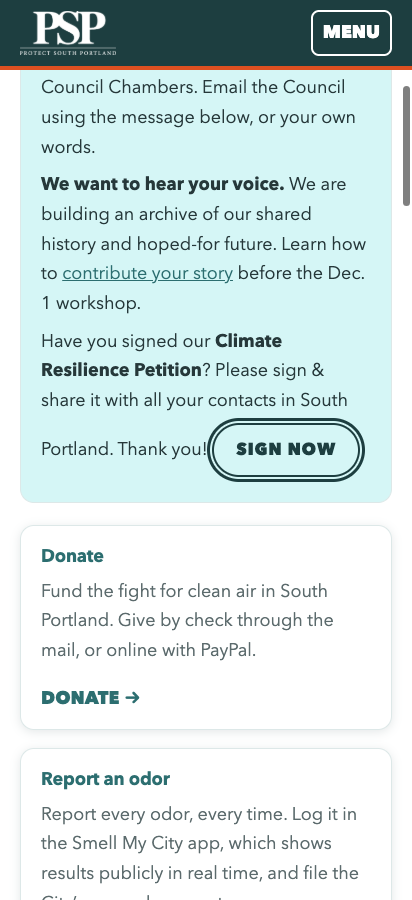 PSP
PROTECT SOUTH PORTLAND
MENU
Council Chambers. Email the Council
using the message below, or your own
words.
We want to hear your voice. We are
building an archive of our shared
history and hoped-for future. Learn how
to contribute your story before the Dec.
1 workshop.
Have you signed our Climate
Resilience Petition? Please sign &
share it with all your contacts in South
Portland. Thank you! SIGN NOW
Donate
Fund the fight for clean air in South
Portland. Give by check through the
mail, or online with PayPal.
DONATE →
Report an odor
Report every odor, every time. Log it in
the Smell My City app, which shows
results publicly in real time, and file the